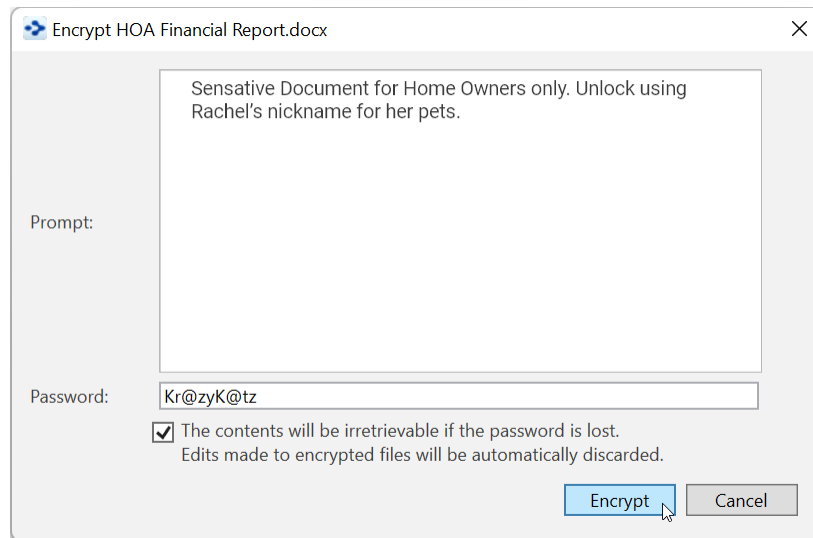 Encrypt HOA Financial Report.docx
Sensative Document for Home Owners only. Unlock using
Rachel’s nickname for her pets.
Prompt:
Password:
Kr@zyK@tz
The contents will be irretrievable if the password is lost.
Edits made to encrypted files will be automatically discarded.
Encrypt
Cancel